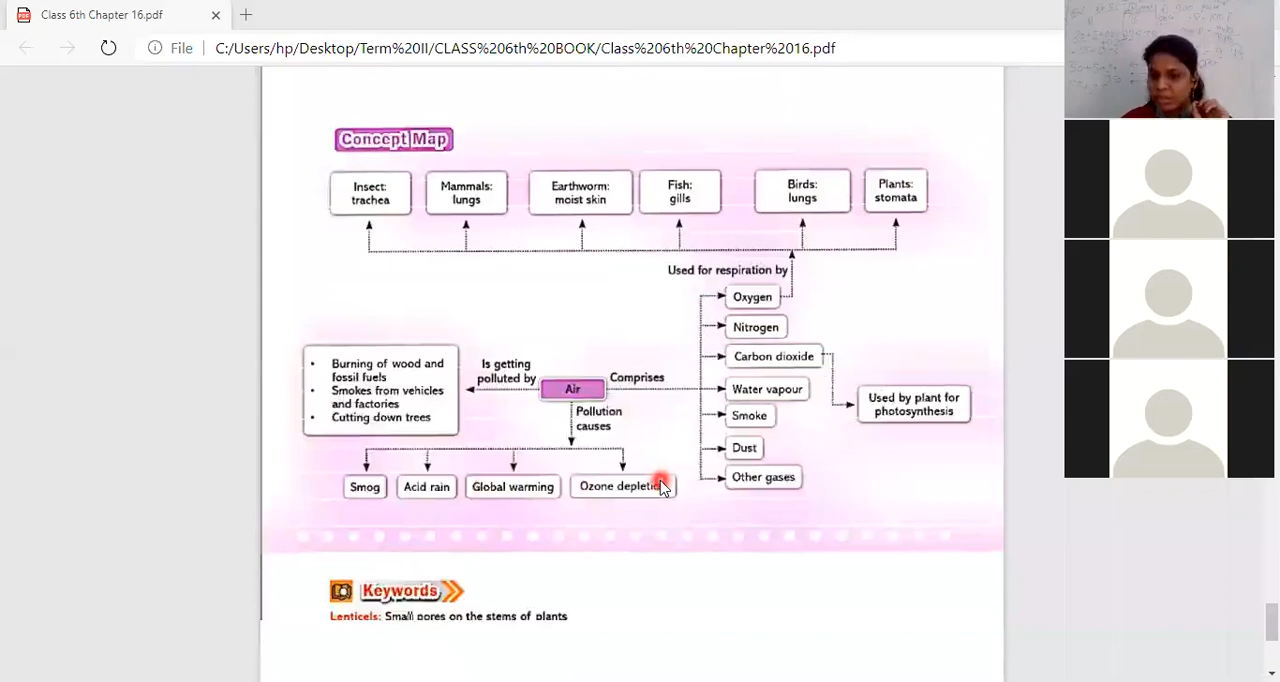 Class 6th Chapter 16.pdf
File
C:/Users/hp/Desktop/Term%20II/CLASS%206th%20BOOK/Class%206th%20Chapter%2016.pdf
Concept Map
Insect:
trachea
Mammals:
lungs
Earthworm:
moist skin
Fish:
gills
Birds:
lungs
Plants:
stomata
Used for respiration by
Oxygen
Nitrogen
Carbon dioxide
Water vapour
Smoke
Dust
Other gases
Used by plant for
photosynthesis
Comprises
Air
Is getting
polluted by
• Burning of wood and
fossil fuels
• Smokes from vehicles
and factories
• Cutting down trees
Pollution
causes
Smog
Acid rain
Global warming
Ozone
Keywords
Lenticels: Small pores on the stems of plants